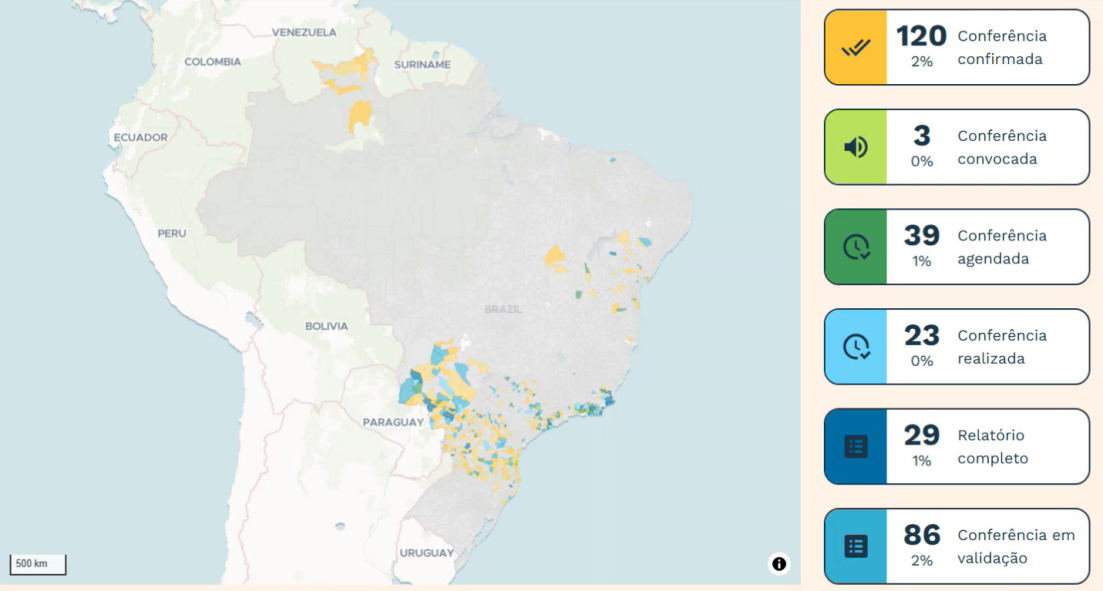 VENEZUELA
COLOMBIA
SURINAME
ECUADOR
PERU
BRAZIL
BOLIVIA
PARAGUAY
URUGUAY
500 km
120
2%
Conferência
confirmada
3
0%
Conferência
convocada
39
1%
Conferência
agendada
23
0%
Conferência
realizada
29
1%
Relatório
completo
86
2%
Conferência em
validação